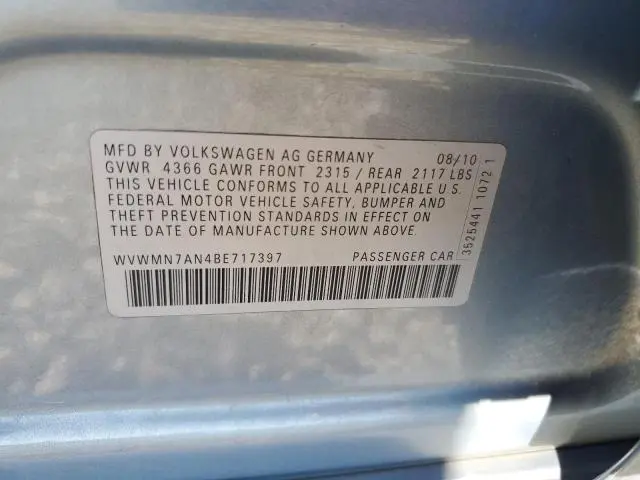 MFD BY VOLKSWAGEN AG GERMANY 08/10
GVWR 4366 GAWR FRONT 2315 / REAR 2117 LBS
THIS VEHICLE CONFORMS TO ALL APPLICABLE U.S.
FEDERAL MOTOR VEHICLE SAFETY, BUMPER AND
THEFT PREVENTION STANDARDS IN EFFECT ON
THE DATE OF MANUFACTURE SHOWN ABOVE.
WVWMN7AN4BE717397 PASSENGER CAR
3525441 1072 1